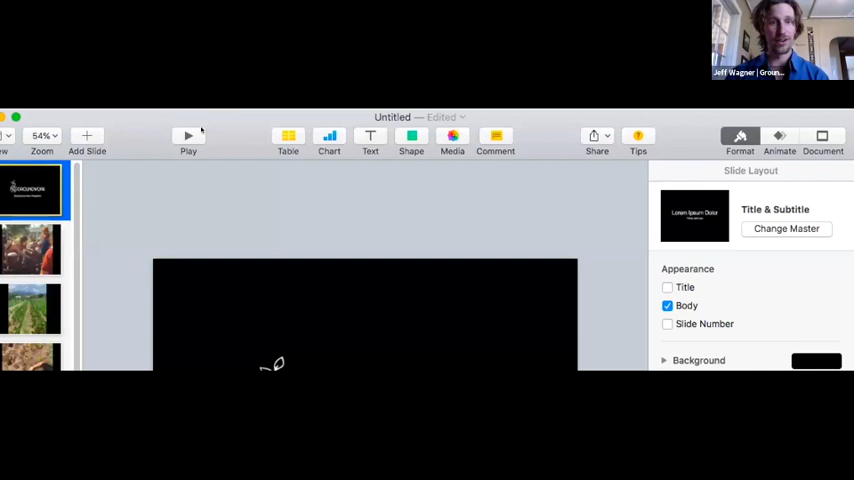 Jeff Wagner | Groun...
Untitled — Edited
54%
Zoom
Add Slide
Play
Table
Chart
Text
Shape
Media
Comment
Share
Tips
Format
Animate
Document
Slide Layout
GROUNDWORK
Lorem Ipsum Dolor
Title & Subtitle
Change Master
Appearance
Title
Body
Slide Number
Background